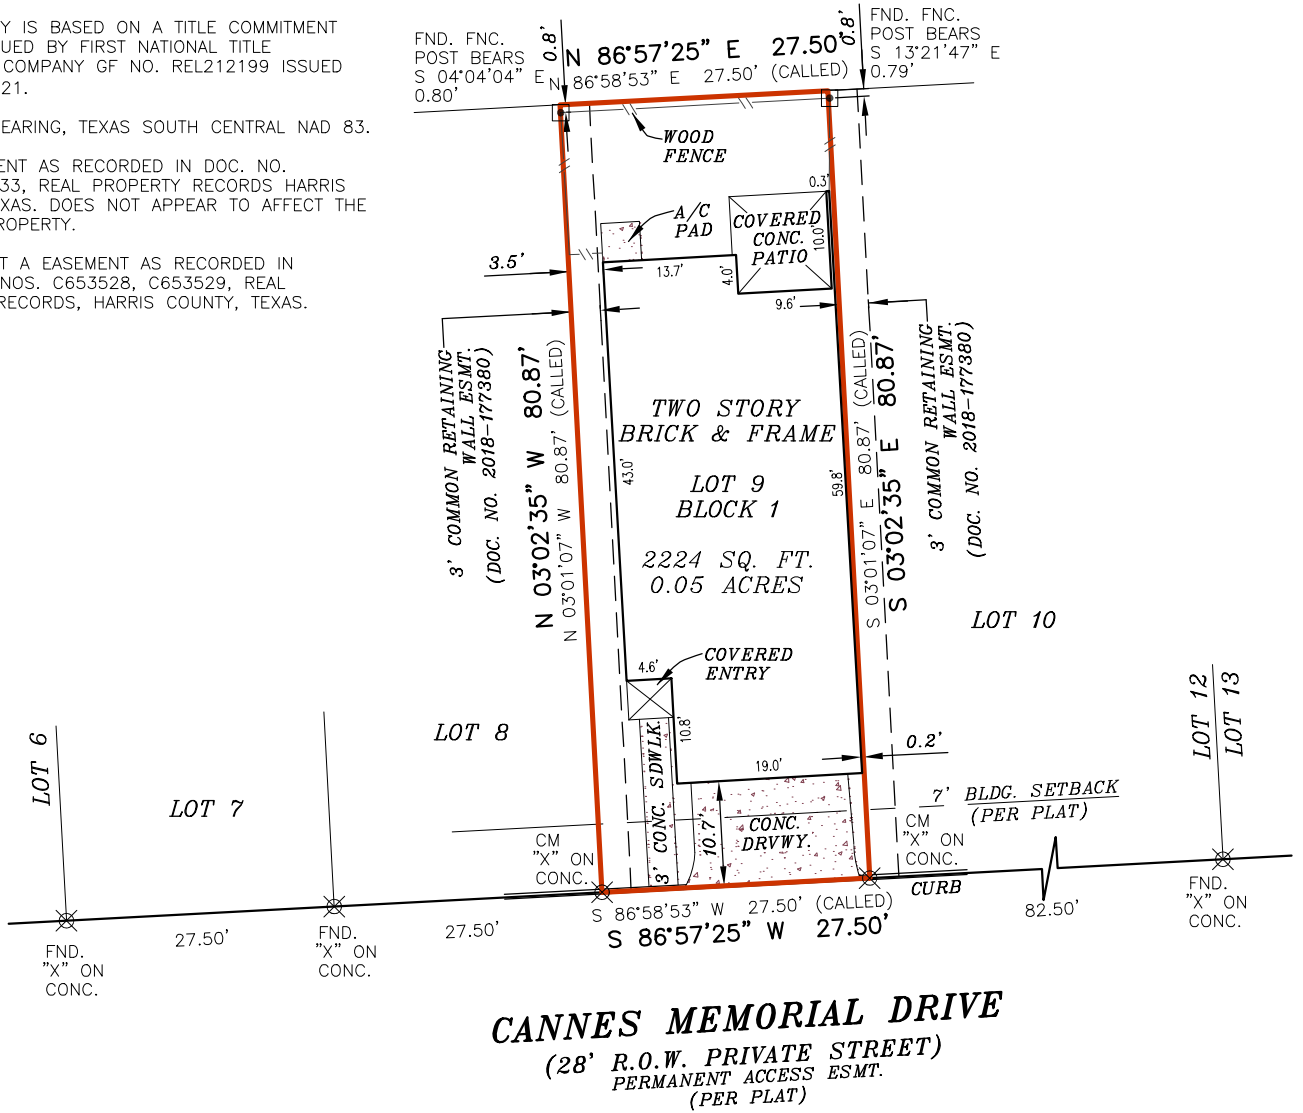 Y IS BASED ON A TITLE COMMITMENT
UED BY FIRST NATIONAL TITLE
COMPANY GF NO. REL212199 ISSUED
21.
EARING, TEXAS SOUTH CENTRAL NAD 83.
ENT AS RECORDED IN DOC. NO.
33, REAL PROPERTY RECORDS HARRIS
XAS. DOES NOT APPEAR TO AFFECT THE
ROPERTY.
T A EASEMENT AS RECORDED IN
NOS. C653528, C653529, REAL
RECORDS, HARRIS COUNTY, TEXAS.
FND. FNC.
POST BEARS
S 04°04'04" E
0.80'
0.8'
N 86°57'25" E 27.50'
N 86°58'53" E 27.50' (CALLED)
0.8'
FND. FNC.
POST BEARS
S 13°21'47" E
0.79'
WOOD
FENCE
A/C
PAD
0.3'
COVERED
CONC.
PATIO
10.0'
3.5'
13.7'
4.0'
9.6'
3' COMMON RETAINING
WALL ESMT.
(DOC. NO. 2018-177380)
N 03°02'35" W 80.87'
N 03°01'07" W 80.87' (CALLED)
43.0'
TWO STORY
BRICK & FRAME
LOT 9
BLOCK 1
2224 SQ. FT.
0.05 ACRES
59.8'
S 03°01'07" E 80.87' (CALLED)
S 03°02'35" E 80.87'
3' COMMON RETAINING
WALL ESMT.
(DOC. NO. 2018-177380)
LOT 10
4.6'
COVERED
ENTRY
10.8'
19.0'
0.2'
LOT 6
LOT 7
LOT 8
LOT 12
LOT 13
3' CONC. SDWLK.
10.7'
CONC.
DRVWY.
7' BLDG. SETBACK
(PER PLAT)
CM
"X" ON
CONC.
CM
"X" ON
CONC.
CURB
FND.
"X" ON
CONC.
27.50'
FND.
"X" ON
CONC.
27.50'
S 86°58'53" W 27.50' (CALLED)
S 86°57'25" W 27.50'
82.50'
FND.
"X" ON
CONC.
CANNES MEMORIAL DRIVE
(28' R.O.W. PRIVATE STREET)
PERMANENT ACCESS ESMT.
(PER PLAT)